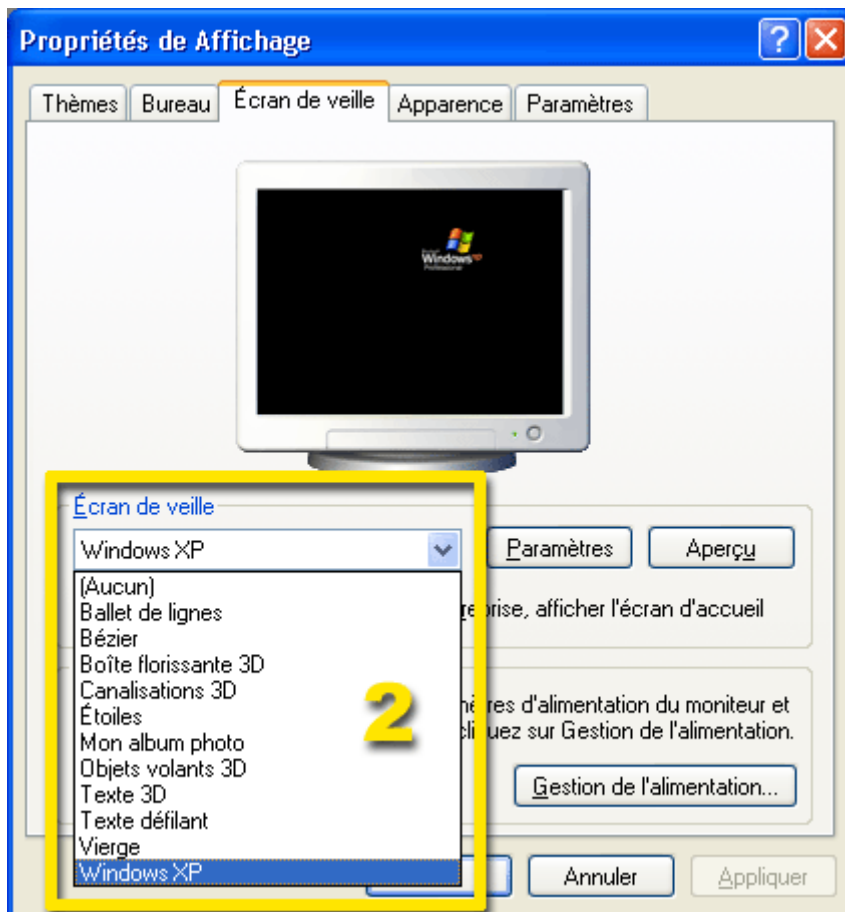 Propriétés de Affichage
Thèmes Bureau Écran de veille Apparence Paramètres
Windows xp
Professional
Écran de veille
Windows XP Paramètres Aperçu
(Aucun)
Ballet de lignes reprise, afficher l'écran d'accueil
Bézier
Boîte florissante 3D
Canalisations 3D
Étoiles d'alimentation du moniteur et
Mon album photo cliquez sur Gestion de l'alimentation.
Objets volants 3D
Texte 3D Gestion de l'alimentation...
Texte défilant
Vierge
Windows XP Annuler Appliquer
2